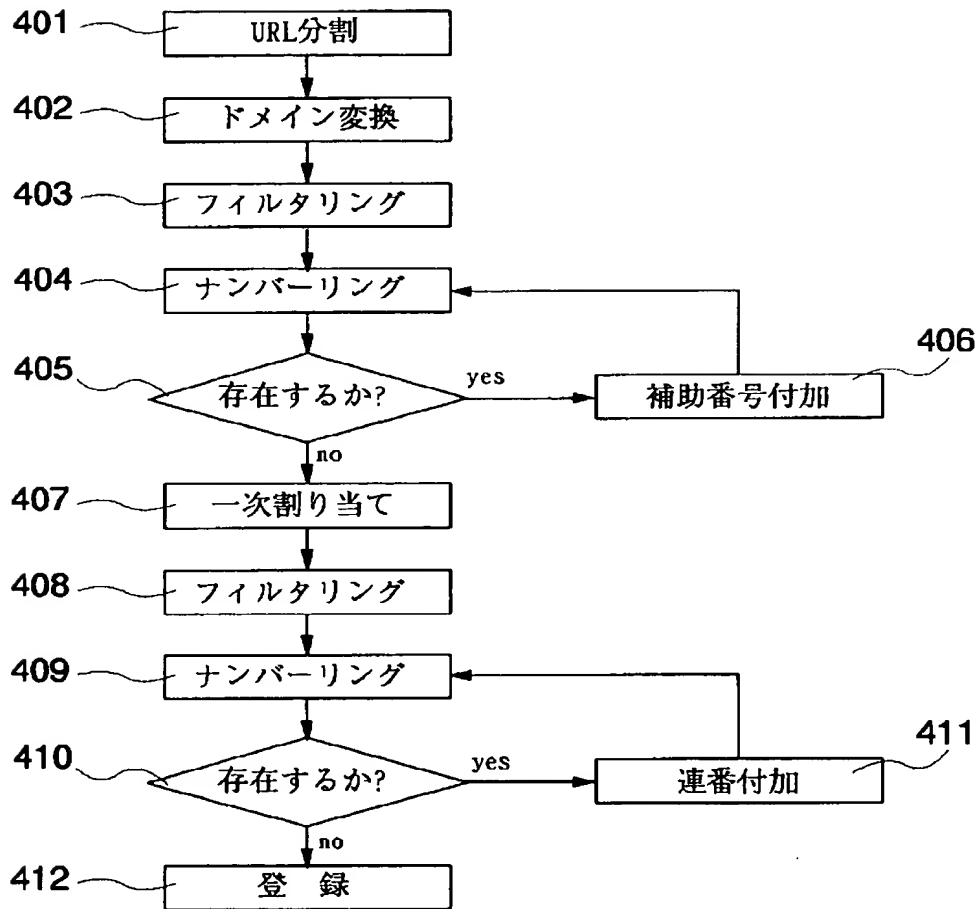 401 URL分割
402 ドメイン変換
403 フィルタリング
404 ナンバーリング
405 存在するか? yes
406 補助番号付加
no
407 一次割り当て
408 フィルタリング
409 ナンバーリング
410 存在するか? yes
411 連番付加
no
412 登 録